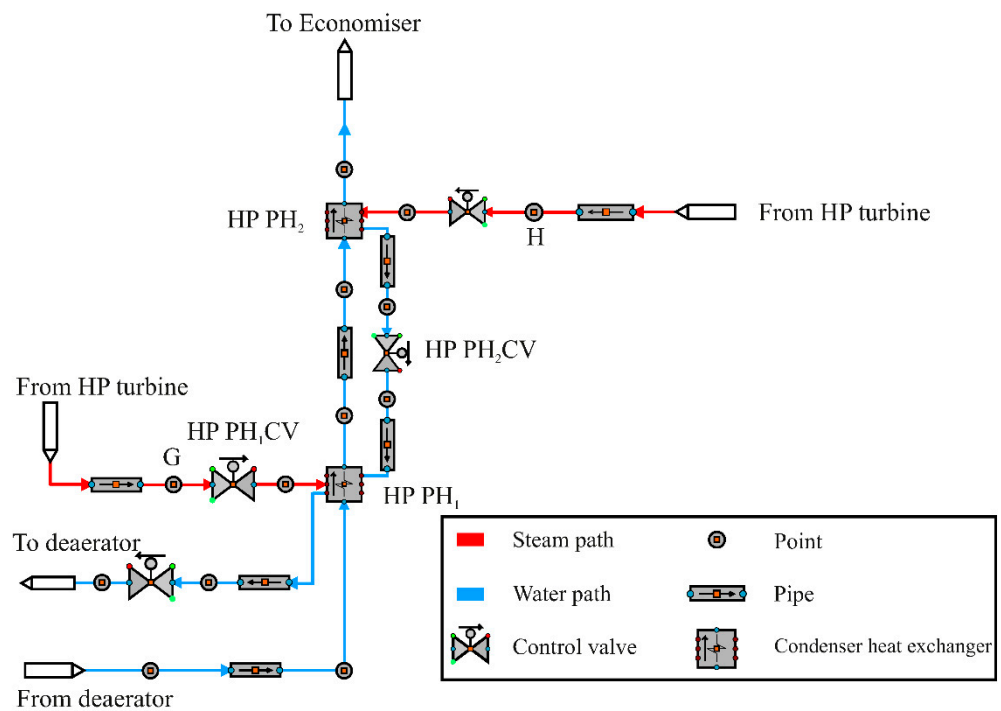 To Economiser
HP PH₂
From HP turbine
H
HP PH₂CV
From HP turbine
HP PH₁CV
G
HP PH₁
To deaerator
Steam path
Point
Water path
Pipe
Control valve
Condenser heat exchanger
From deaerator